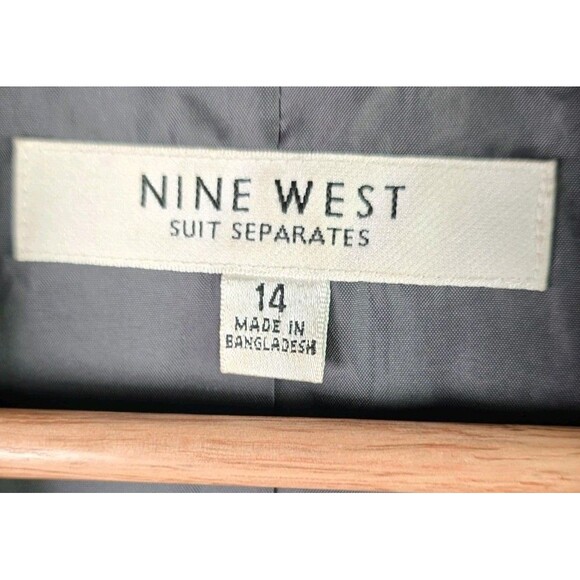 NINE WEST
SUIT SEPARATES
14
MADE IN
BANGLADESH